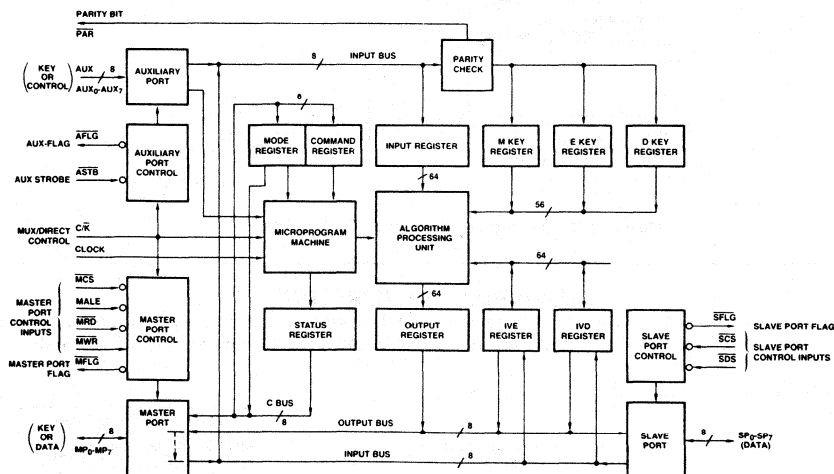 PARITY BIT
PAR
KEY
OR
CONTROL
AUX
8
AUX0-AUX7
AUXILIARY
PORT
8
INPUT BUS
PARITY
CHECK
AUX-FLAG
AFLG
AUX STROBE
ASTB
AUXILIARY
PORT
CONTROL
MODE
REGISTER
COMMAND
REGISTER
INPUT REGISTER
M KEY
REGISTER
E KEY
REGISTER
D KEY
REGISTER
64
56
MUX/DIRECT
CONTROL
C/K
CLOCK
MICROPROGRAM
MACHINE
ALGORITHM
PROCESSING
UNIT
64
64
MASTER
PORT
CONTROL
INPUTS
MCS
MALE
MRD
MWR
MASTER PORT
FLAG
MFLG
MASTER
PORT
CONTROL
STATUS
REGISTER
OUTPUT
REGISTER
IVE
REGISTER
IVD
REGISTER
SLAVE
PORT
CONTROL
SFLG
SLAVE PORT FLAG
SCS
SDS
SLAVE PORT
CONTROL INPUTS
KEY
OR
DATA
8
MP0-MP7
MASTER
PORT
C BUS
8
OUTPUT BUS
8
INPUT BUS
8
SLAVE
PORT
8
SP0-SP7
(DATA)